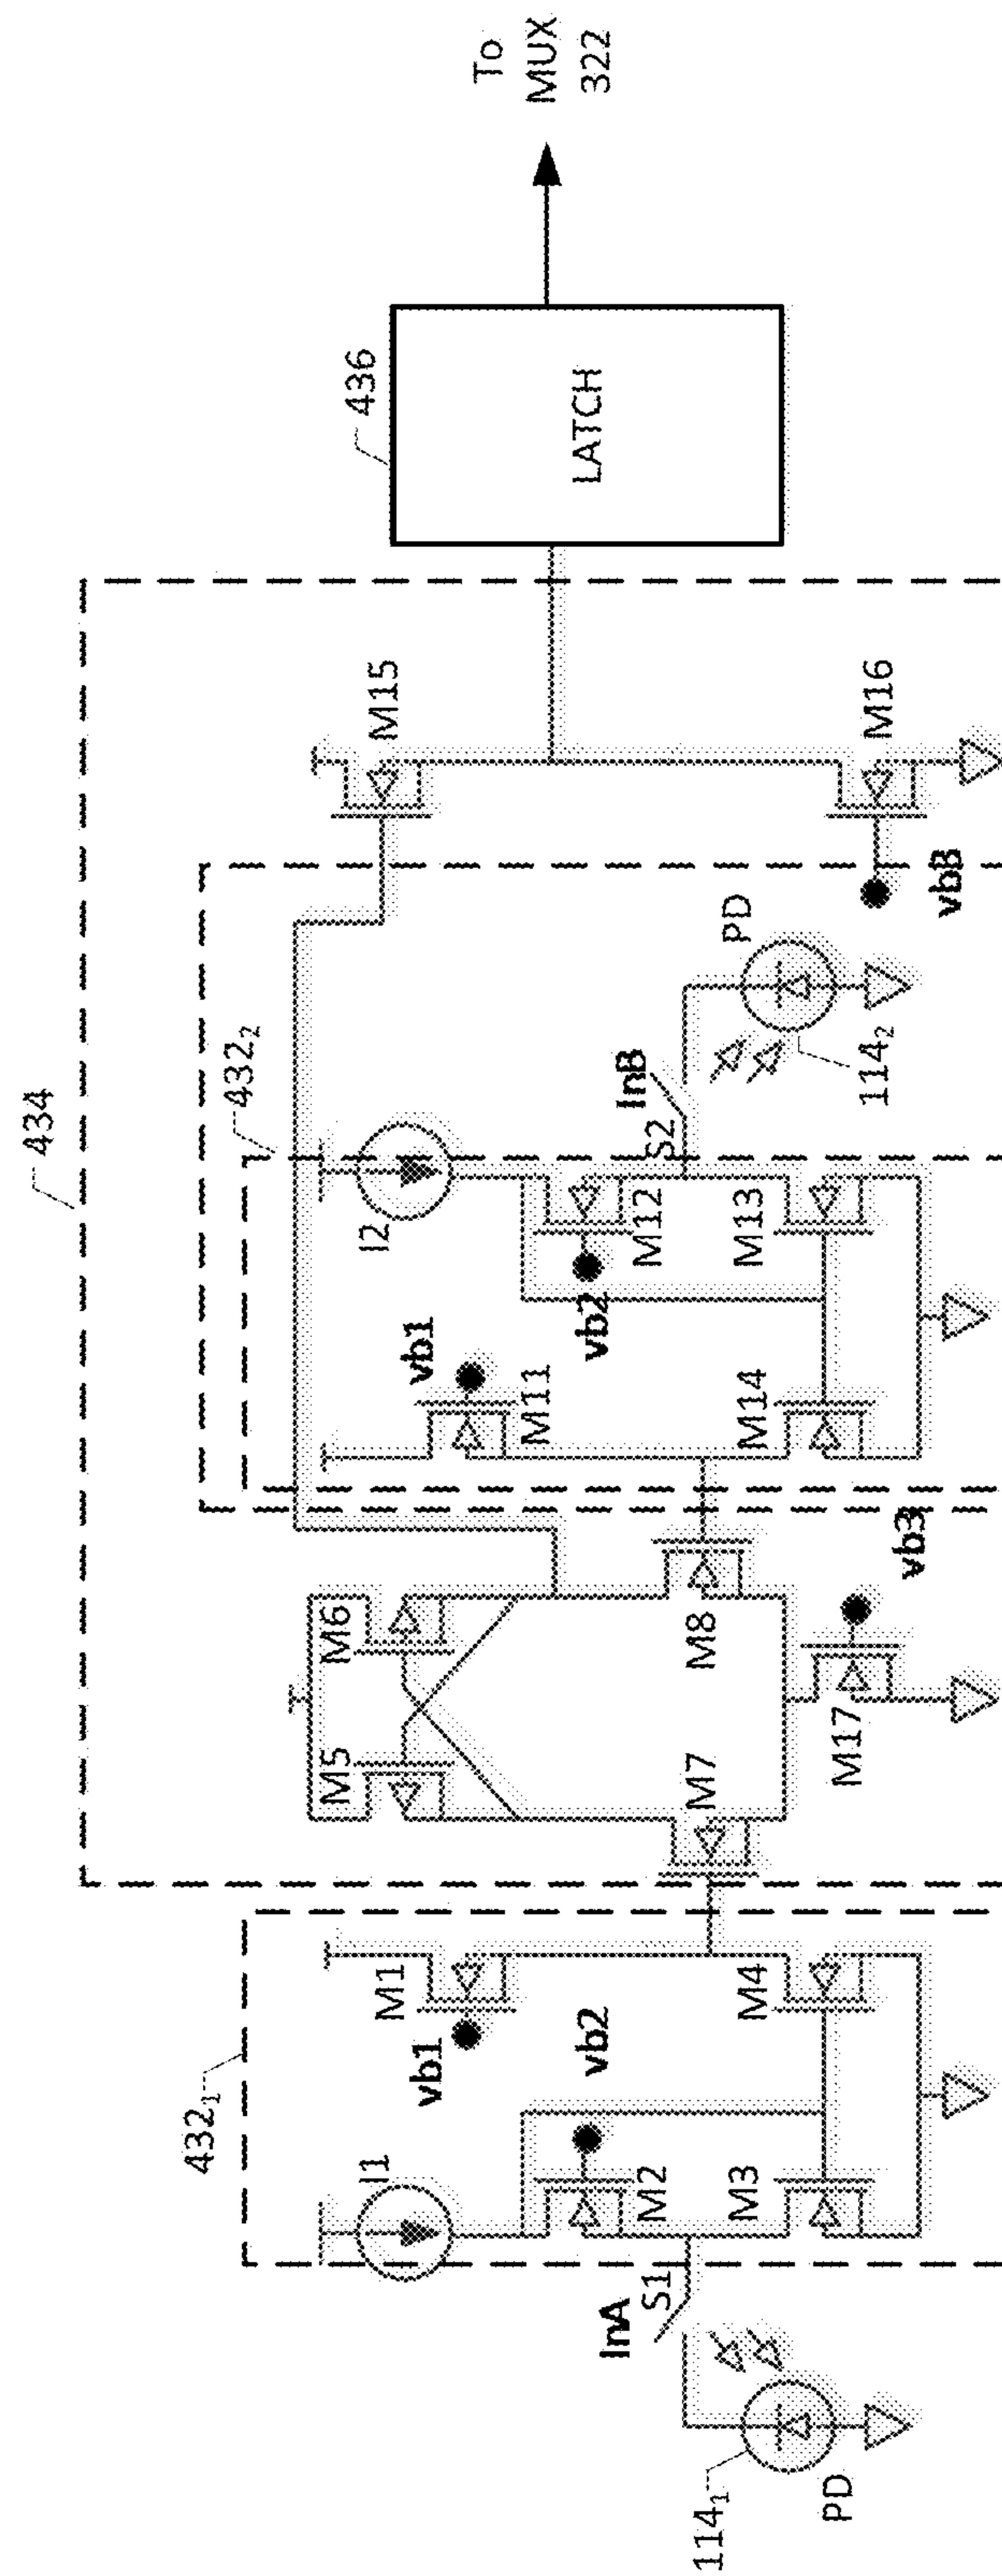 434
432₁
I1
M1
vb1
vb2
M2
M3
M4
InA
S1
114₁
PD
M5
M6
M7
M8
M17
vb3
432₂
vb1
M11
I2
vb2
M12
M14
M13
S2
InB
PD
114₂
M15
M16
vbB
436
LATCH
To
MUX
322